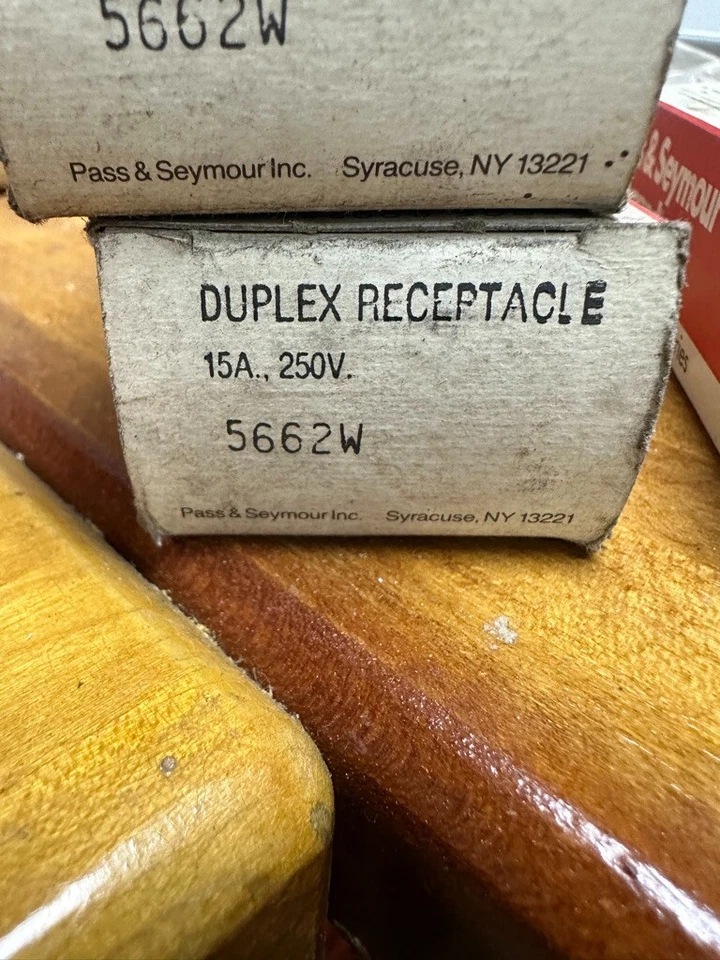 5662W
Pass & Seymour Inc. Syracuse, NY 13221
& Seymour
DUPLEX RECEPTACLE
15A., 250V.
5662W
Pass & Seymour Inc. Syracuse, NY 13221